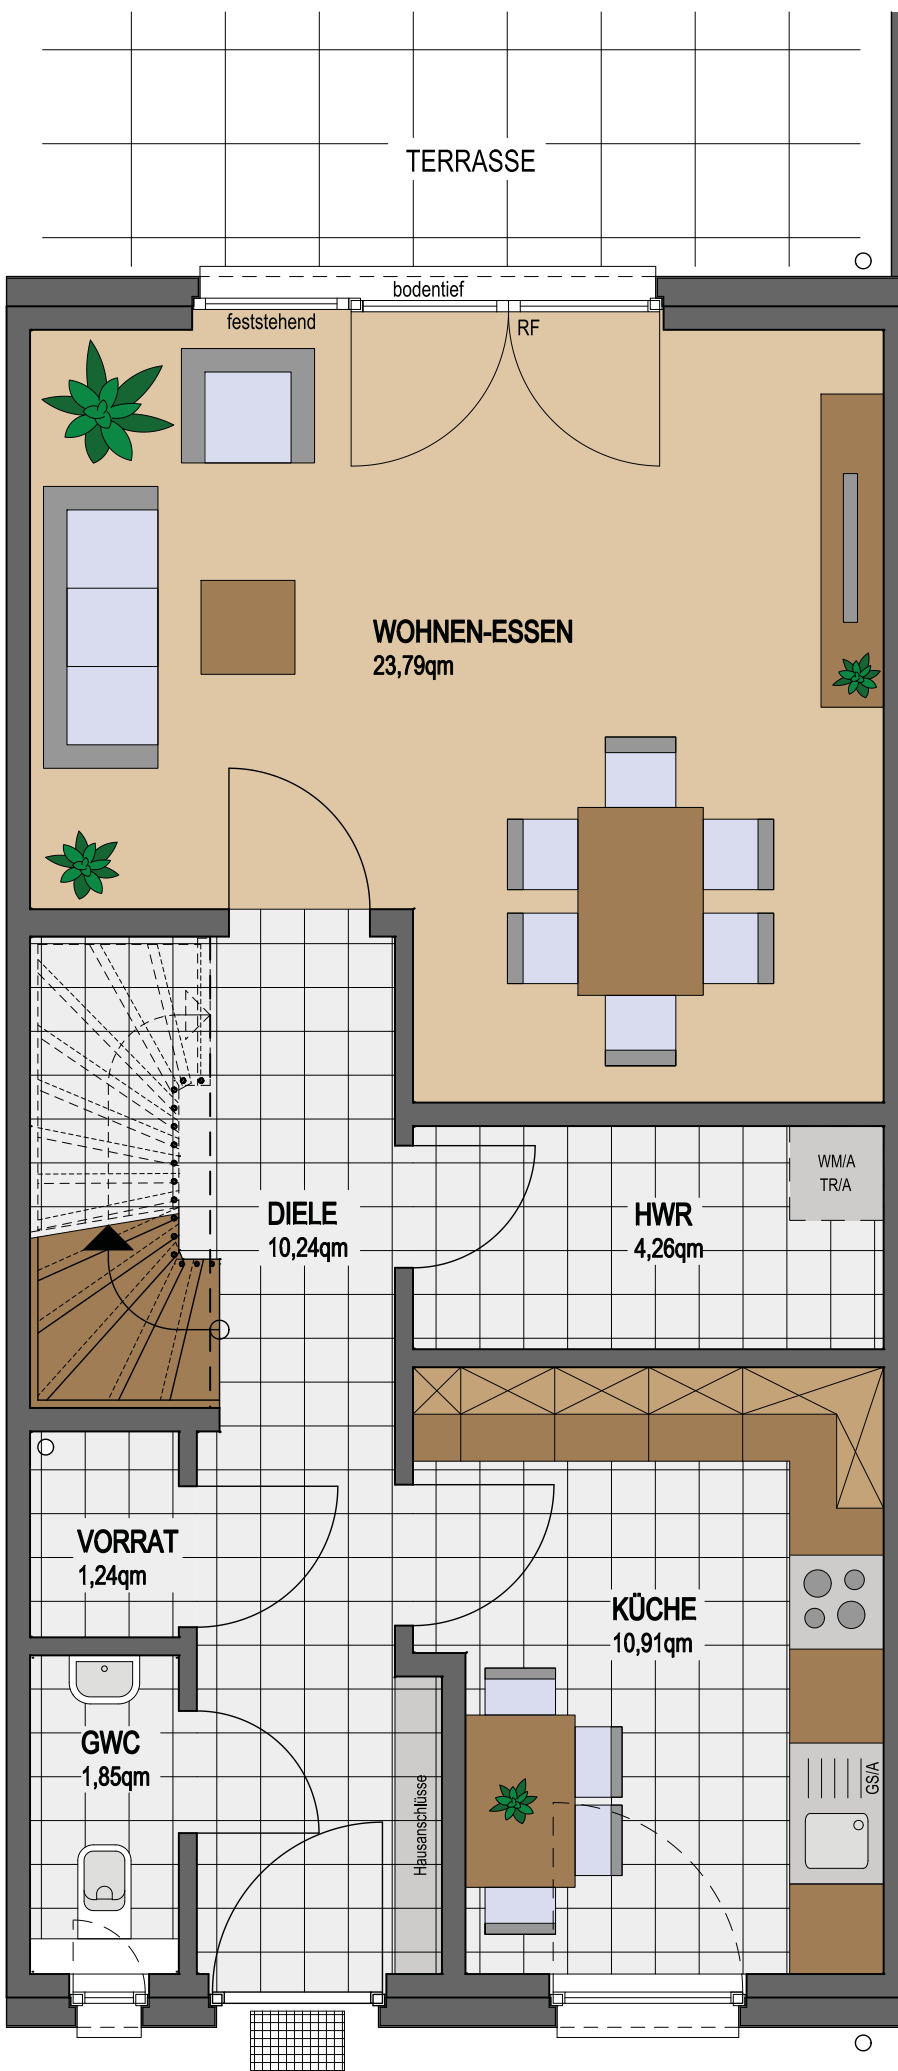 TERRASSE
bodentief
feststehend
RF
WOHNEN-ESSEN
23,79qm
WM/A
TR/A
DIELE
10,24qm
HWR
4,26qm
VORRAT
1,24qm
KÜCHE
10,91qm
GWC
1,85qm
Hausanschlüsse
GS/A